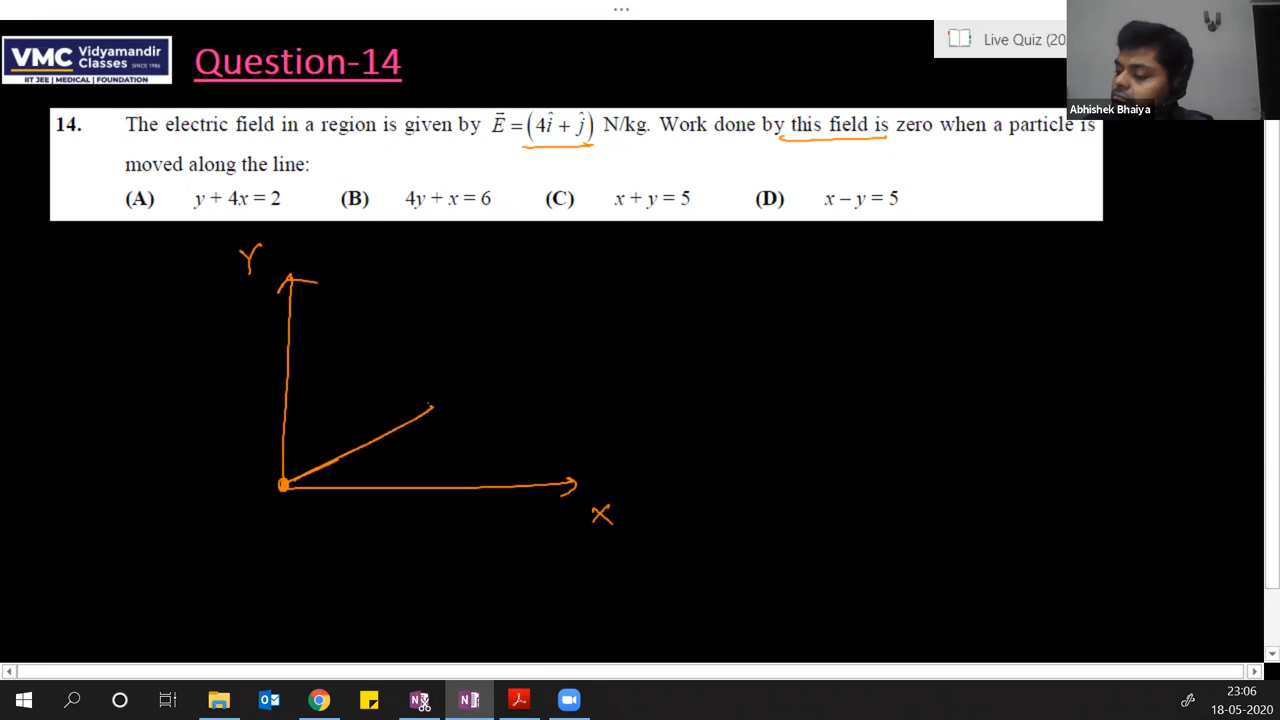 ...
VMC Vidyamandir Classes SINCE 1986
IIT JEE | MEDICAL | FOUNDATION
Question-14
Live Quiz (20
Abhishek Bhaiya
14. The electric field in a region is given by E⃗ = (4î + ĵ) N/kg. Work done by this field is zero when a particle is
moved along the line:
(A) y + 4x = 2 (B) 4y + x = 6 (C) x + y = 5 (D) x – y = 5
Y
X
23:06
18-05-2020